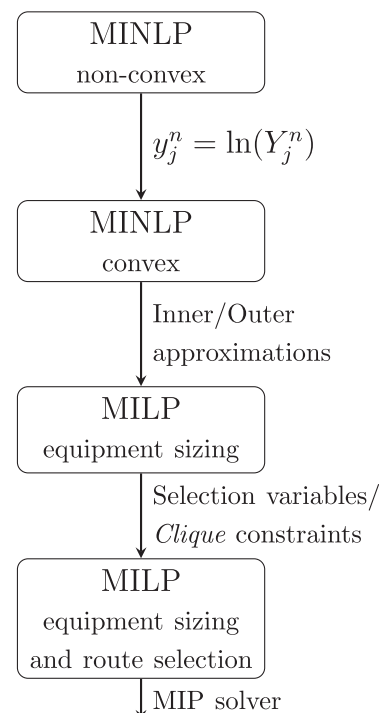 MINLP
non-convex
y_j^n = ln(Y_j^n)
MINLP
convex
Inner/Outer
approximations
MILP
equipment sizing
Selection variables/
Clique constraints
MILP
equipment sizing
and route selection
MIP solver